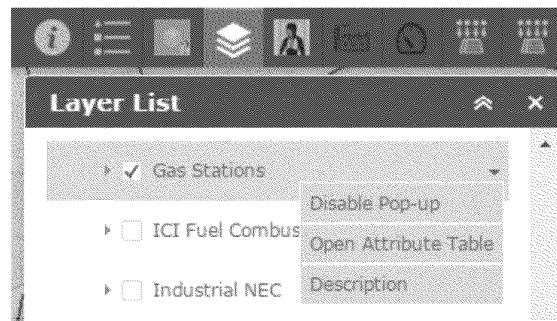 Layer List
Gas Stations
Disable Pop-up
ICI Fuel Combus
Open Attribute Table
Industrial NEC
Description